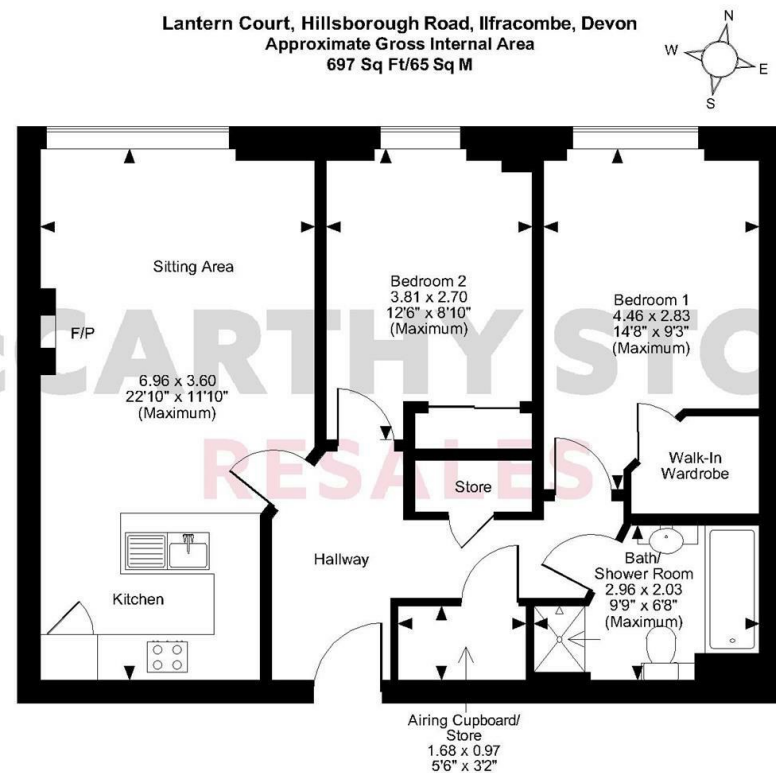 Lantern Court, Hillsborough Road, Ilfracombe, Devon
Approximate Gross Internal Area
697 Sq Ft/65 Sq M
N
W
E
S
Sitting Area
F/P
6.96 x 3.60
22'10" x 11'10"
(Maximum)
Bedroom 2
3.81 x 2.70
12'6" x 8'10"
(Maximum)
Bedroom 1
4.46 x 2.83
14'8" x 9'3"
(Maximum)
cCARTHY STO
RESALES
Walk-In
Wardrobe
Store
Hallway
Kitchen
Bath/
Shower Room
2.96 x 2.03
9'9" x 6'8"
(Maximum)
Airing Cupboard/
Store
1.68 x 0.97
5'6" x 3'2"